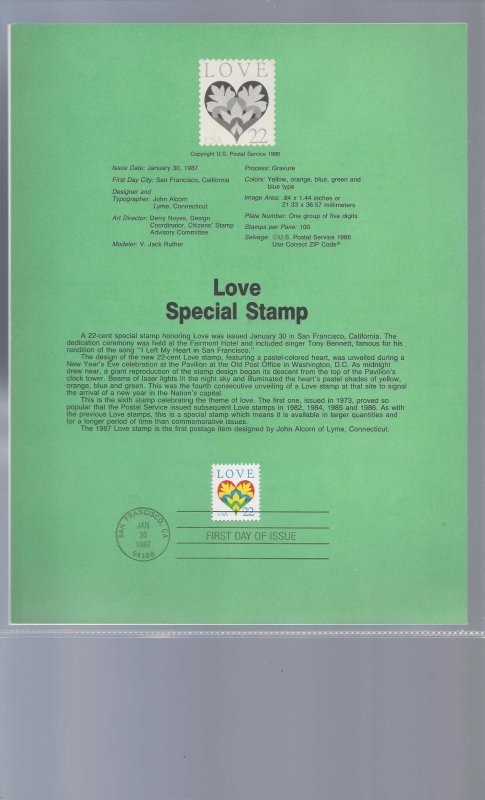 LOVE
USA 22
Copyright U.S. Postal Service 1986
Issue Date: January 30, 1987
First Day City: San Francisco, California
Designer and
Typographer: John Alcorn
Lyme, Connecticut
Art Director: Derry Noyes, Design
Coordinator, Citizens' Stamp
Advisory Committee
Modeler: V. Jack Ruther
Process: Gravure
Colors: Yellow, orange, blue, green and
blue type
Image Area: .84 x 1.44 inches or
21.33 x 36.57 millimeters
Plate Number: One group of five digits
Stamps per Pane: 100
Selvage: ©U.S. Postal Service 1986
Use Correct ZIP Code®
Love
Special Stamp
A 22-cent special stamp honoring Love was issued January 30 in San Francisco, California. The
dedication ceremony was held at the Fairmont Hotel and included singer Tony Bennett, famous for his
rendition of the song "I Left My Heart in San Francisco."
The design of the new 22-cent Love stamp, featuring a pastel-colored heart, was unveiled during a
New Year's Eve celebration at the Pavilion at the Old Post Office in Washington, D.C. As midnight
drew near, a giant reproduction of the stamp design began its descent from the top of the Pavilion's
clock tower. Beams of laser lights lit the night sky and illuminated the heart's pastel shades of yellow,
orange, blue and green. This was the fourth consecutive unveiling of a Love stamp at that site to signal
the arrival of a new year in the Nation's capital.
This is the sixth stamp celebrating the theme of love. The first one, issued in 1973, proved so
popular that the Postal Service issued subsequent Love stamps in 1982, 1984, 1985 and 1986. As with
the previous Love stamps, this is a special stamp which means it is available in larger quantities and
for a longer period of time than commemorative issues.
The 1987 Love stamp is the first postage item designed by John Alcorn of Lyme, Connecticut.
LOVE
USA 22
SAN FRANCISCO, CA
JAN
30
1987
94188
FIRST DAY OF ISSUE